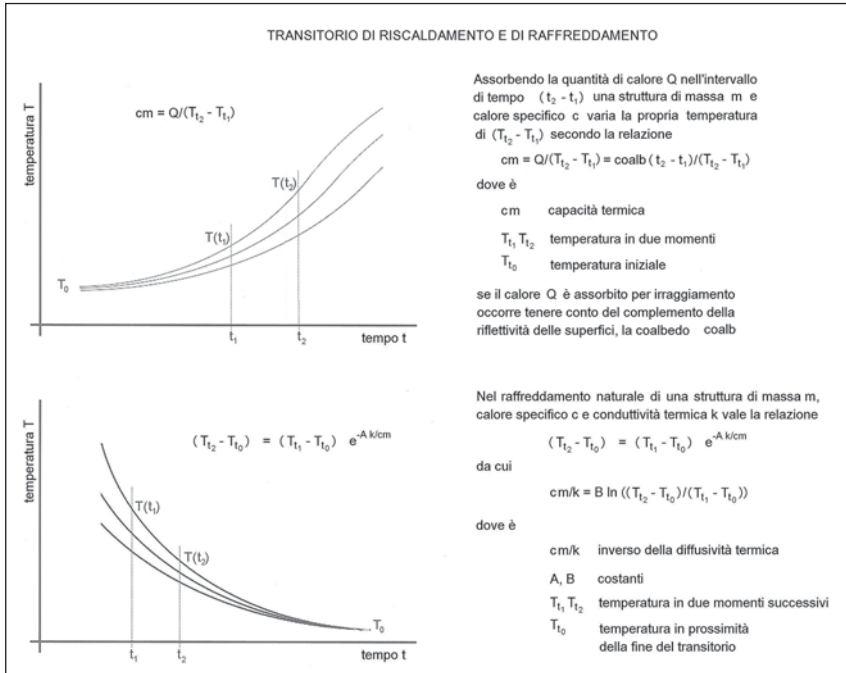 TRANSITORIO DI RISCALDAMENTO E DI RAFFREDDAMENTO
temperatura T
cm = Q/(Tt2 - Tt1)
T(t2)
T(t1)
T0
t1
t2
tempo t
Assorbendo la quantità di calore Q nell'intervallo
di tempo (t2 - t1) una struttura di massa m e
calore specifico c varia la propria temperatura
di (Tt2 - Tt1) secondo la relazione
cm = Q/(Tt2 - Tt1) = coalb (t2 - t1)/(Tt2 - Tt1)
dove è
cm capacità termica
Tt1 Tt2 temperatura in due momenti
Tt0 temperatura iniziale
se il calore Q è assorbito per irraggiamento
occorre tenere conto del complemento della
riflettività delle superfici, la coalbedo coalb
temperatura T
(Tt2 - Tt0) = (Tt1 - Tt0) e-A k/cm
T(t1)
T(t2)
T0
t1
t2
tempo t
Nel raffreddamento naturale di una struttura di massa m,
calore specifico c e conduttività termica k vale la relazione
(Tt2 - Tt0) = (Tt1 - Tt0) e-A k/cm
da cui
cm/k = B ln ((Tt2 - Tt0)/(Tt1 - Tt0))
dove è
cm/k inverso della diffusività termica
A, B costanti
Tt1 Tt2 temperatura in due momenti successivi
Tt0 temperatura in prossimità
della fine del transitorio